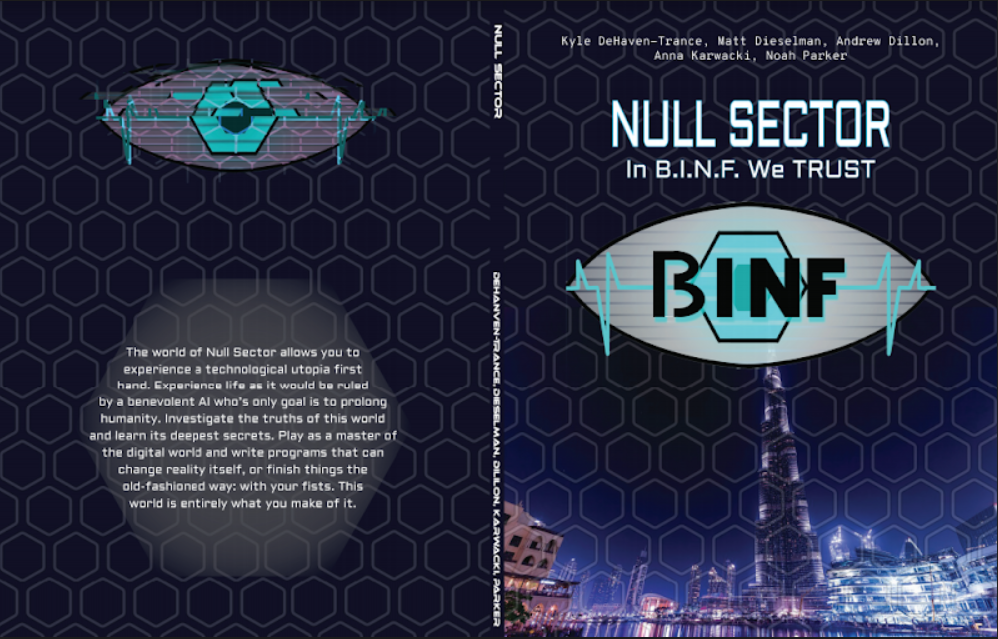 The world of Null Sector allows you to
experience a technological utopia first
hand. Experience life as it would be ruled
by a benevolent AI who's only goal is to prolong
humanity. Investigate the truths of this world
and learn its deepest secrets. Play as a master of
the digital world and write programs that can
change reality itself, or finish things the
old-fashioned way: with your fists. This
world is entirely what you make of it.
NULL SECTOR
DEHANVEN-TRANCE, DIESELMAN, DILILON, KARWACKI, PARKER
Kyle DeHaven-Trance, Matt Dieselman, Andrew Dillon,
Anna Karwacki, Noah Parker
NULL SECTOR
In B.I.N.F. We TRUST
BINF